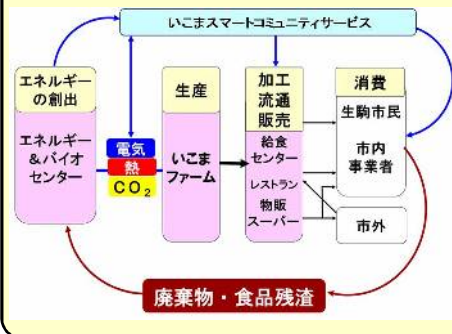 いこまスマートコミュニティサービス
エネルギー
の創出
エネルギー
&バイオ
センター
電気
熱
CO₂
生産
いこま
ファーム
加工
流通
販売
給食
センター
レストラン
物販
スーパー
消費
生駒市民
市内
事業者
市外
廃棄物・食品残渣